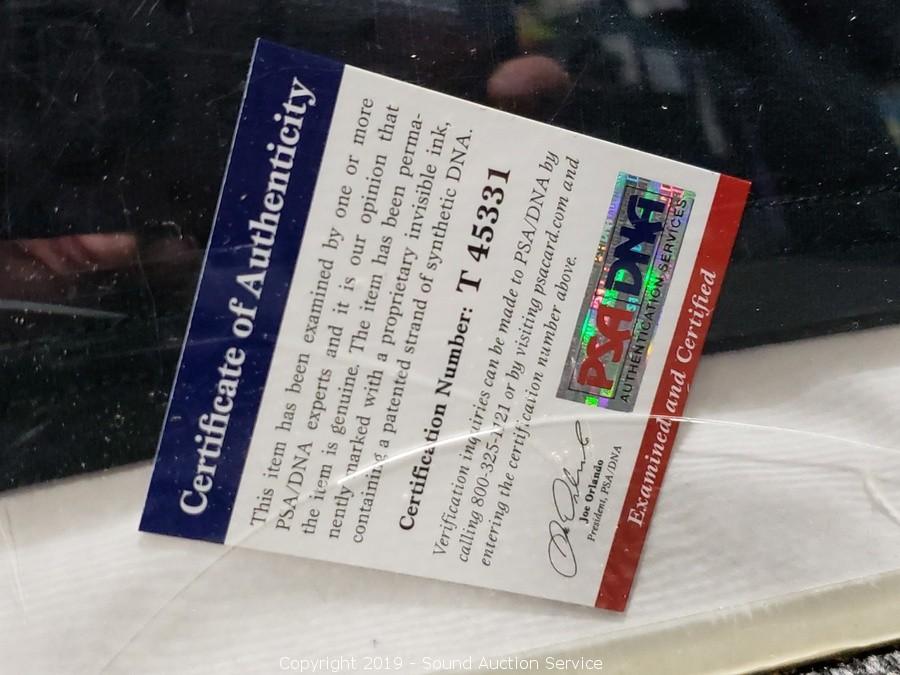 Certificate of Authenticity
This item has been examined by one or more
PSA/DNA experts and it is our opinion that
the item is genuine. The item has been perma-
nently marked with a proprietary invisible ink,
containing a patented strand of synthetic DNA.
Certification Number: T 45331
Verification inquiries can be made to PSA/DNA by
calling 800-325-1121 or by visiting psacard.com and
entering the certification number above.
Joe Orlando
President, PSA/DNA
PSA DNA
AUTHENTICATION SERVICES
Examined and Certified
Copyright 2019 - Sound Auction Service